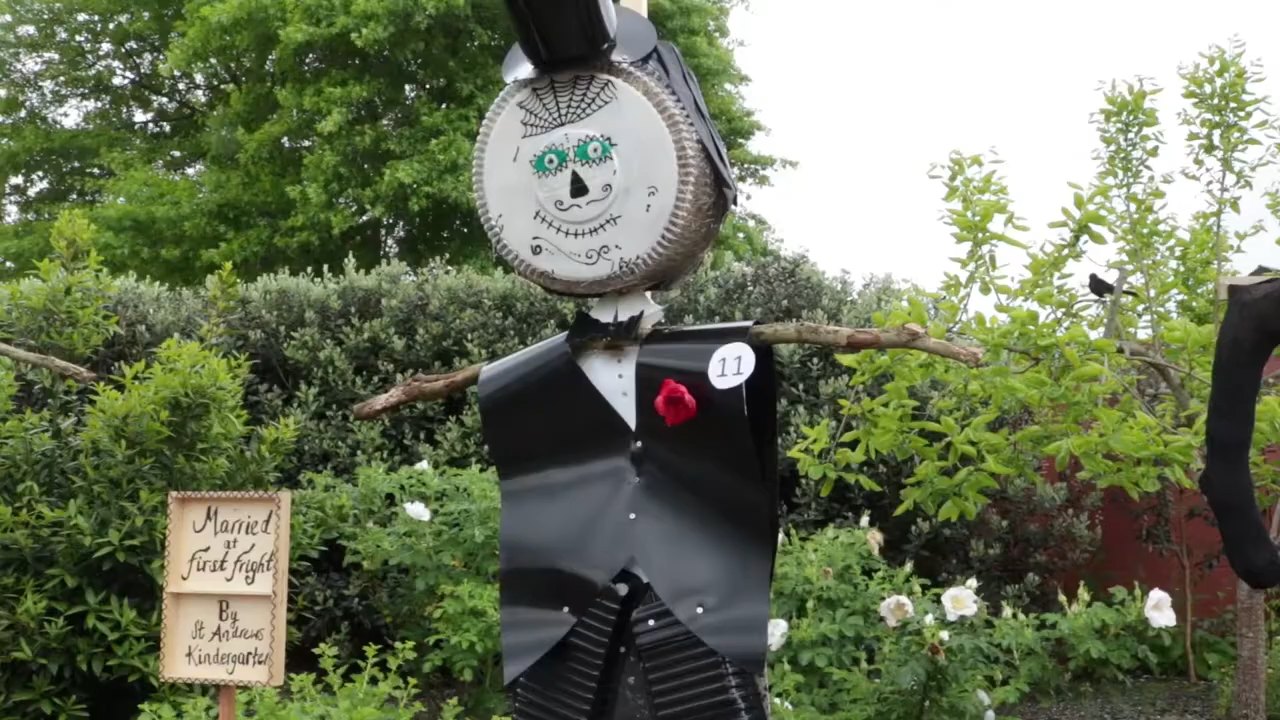 11
Married
at
first fright
By
St Andrews
Kindergarten